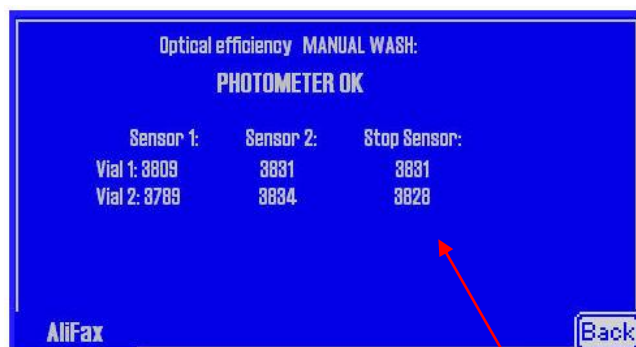 Optical efficiency MANUAL WASH:
PHOTOMETER OK
Sensor 1: Sensor 2: Stop Sensor:
Vial 1: 3809 3831 3831
Vial 2: 3789 3834 3828
AliFax Back